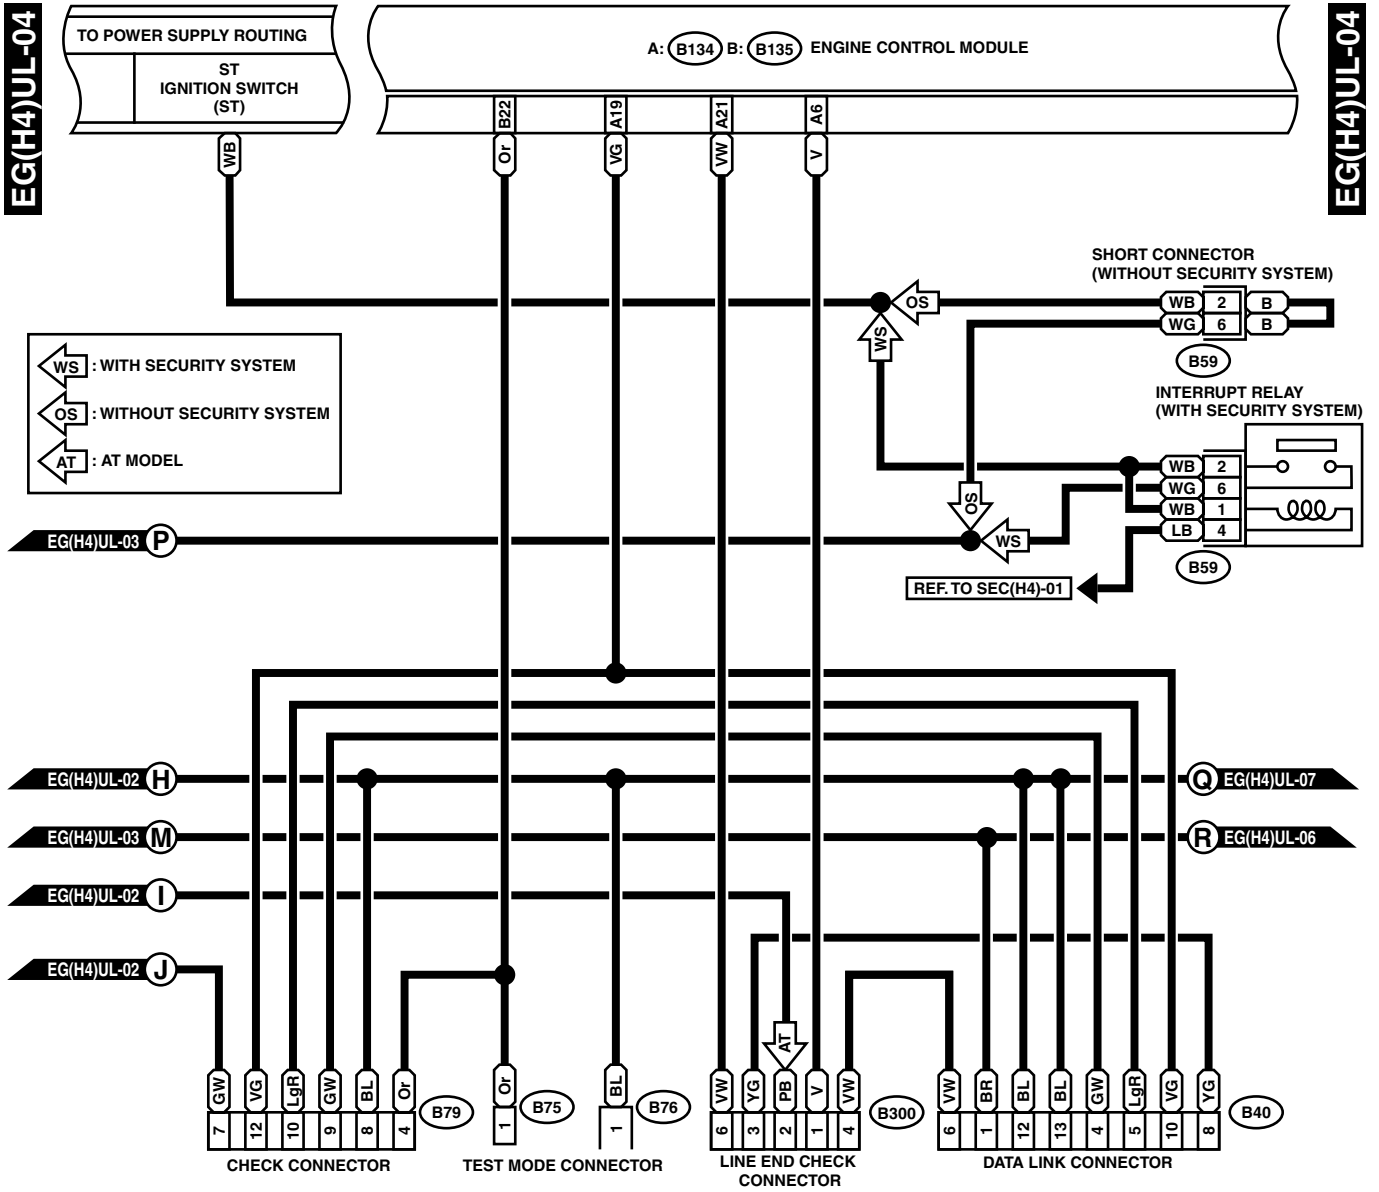 EG(H4)UL-04
EG(H4)UL-04
TO POWER SUPPLY ROUTING
ST
IGNITION SWITCH
(ST)
A: B134 B: B135 ENGINE CONTROL MODULE
B22 A19 A21 A6
WB Or VG VW V
SHORT CONNECTOR
(WITHOUT SECURITY SYSTEM)
OS WB 2 B
WG 6 B
WS
B59
WS : WITH SECURITY SYSTEM
OS : WITHOUT SECURITY SYSTEM
AT : AT MODEL
INTERRUPT RELAY
(WITH SECURITY SYSTEM)
WB 2
WG 6
WB 1
LB 4
OS
EG(H4)UL-03 P
WS
B59
REF. TO SEC(H4)-01
EG(H4)UL-02 H
Q EG(H4)UL-07
EG(H4)UL-03 M
R EG(H4)UL-06
EG(H4)UL-02 I
EG(H4)UL-02 J
AT
GW VG LgR GW BL Or
7 12 10 9 8 4
B79
CHECK CONNECTOR
Or
1
B75
BL
1
B76
TEST MODE CONNECTOR
VW YG PB V VW
6 3 2 1 4
B300
LINE END CHECK
CONNECTOR
VW BR BL BL GW LgR VG YG
6 1 12 13 4 5 10 8
B40
DATA LINK CONNECTOR